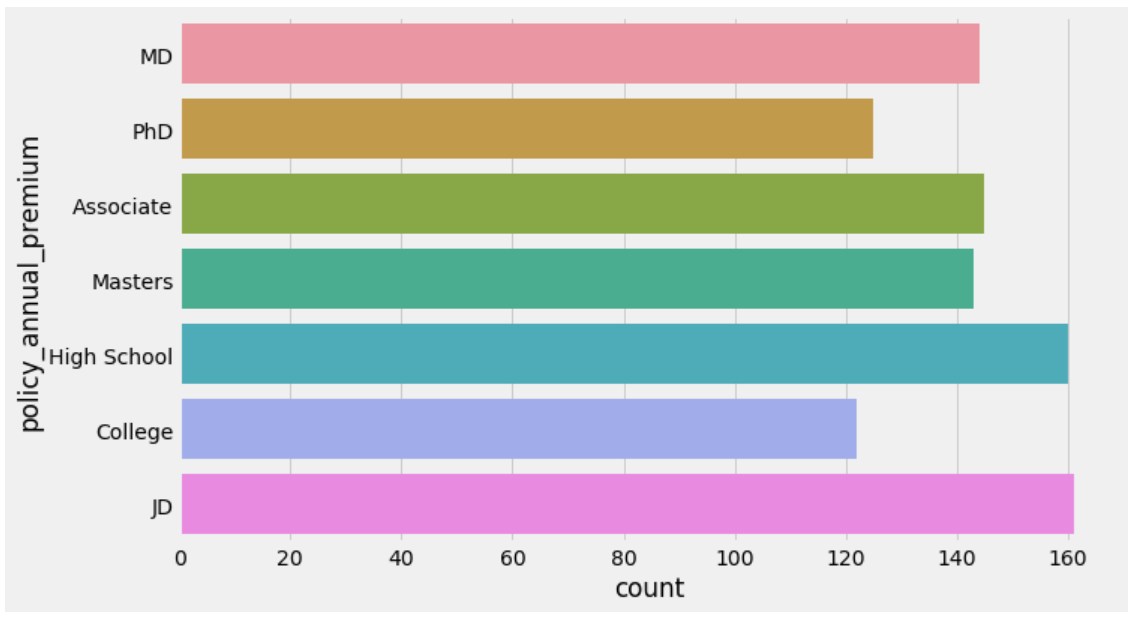 MD
PhD
Associate
Masters
High School
College
JD
policy_annual_premium
0 20 40 60 80 100 120 140 160
count